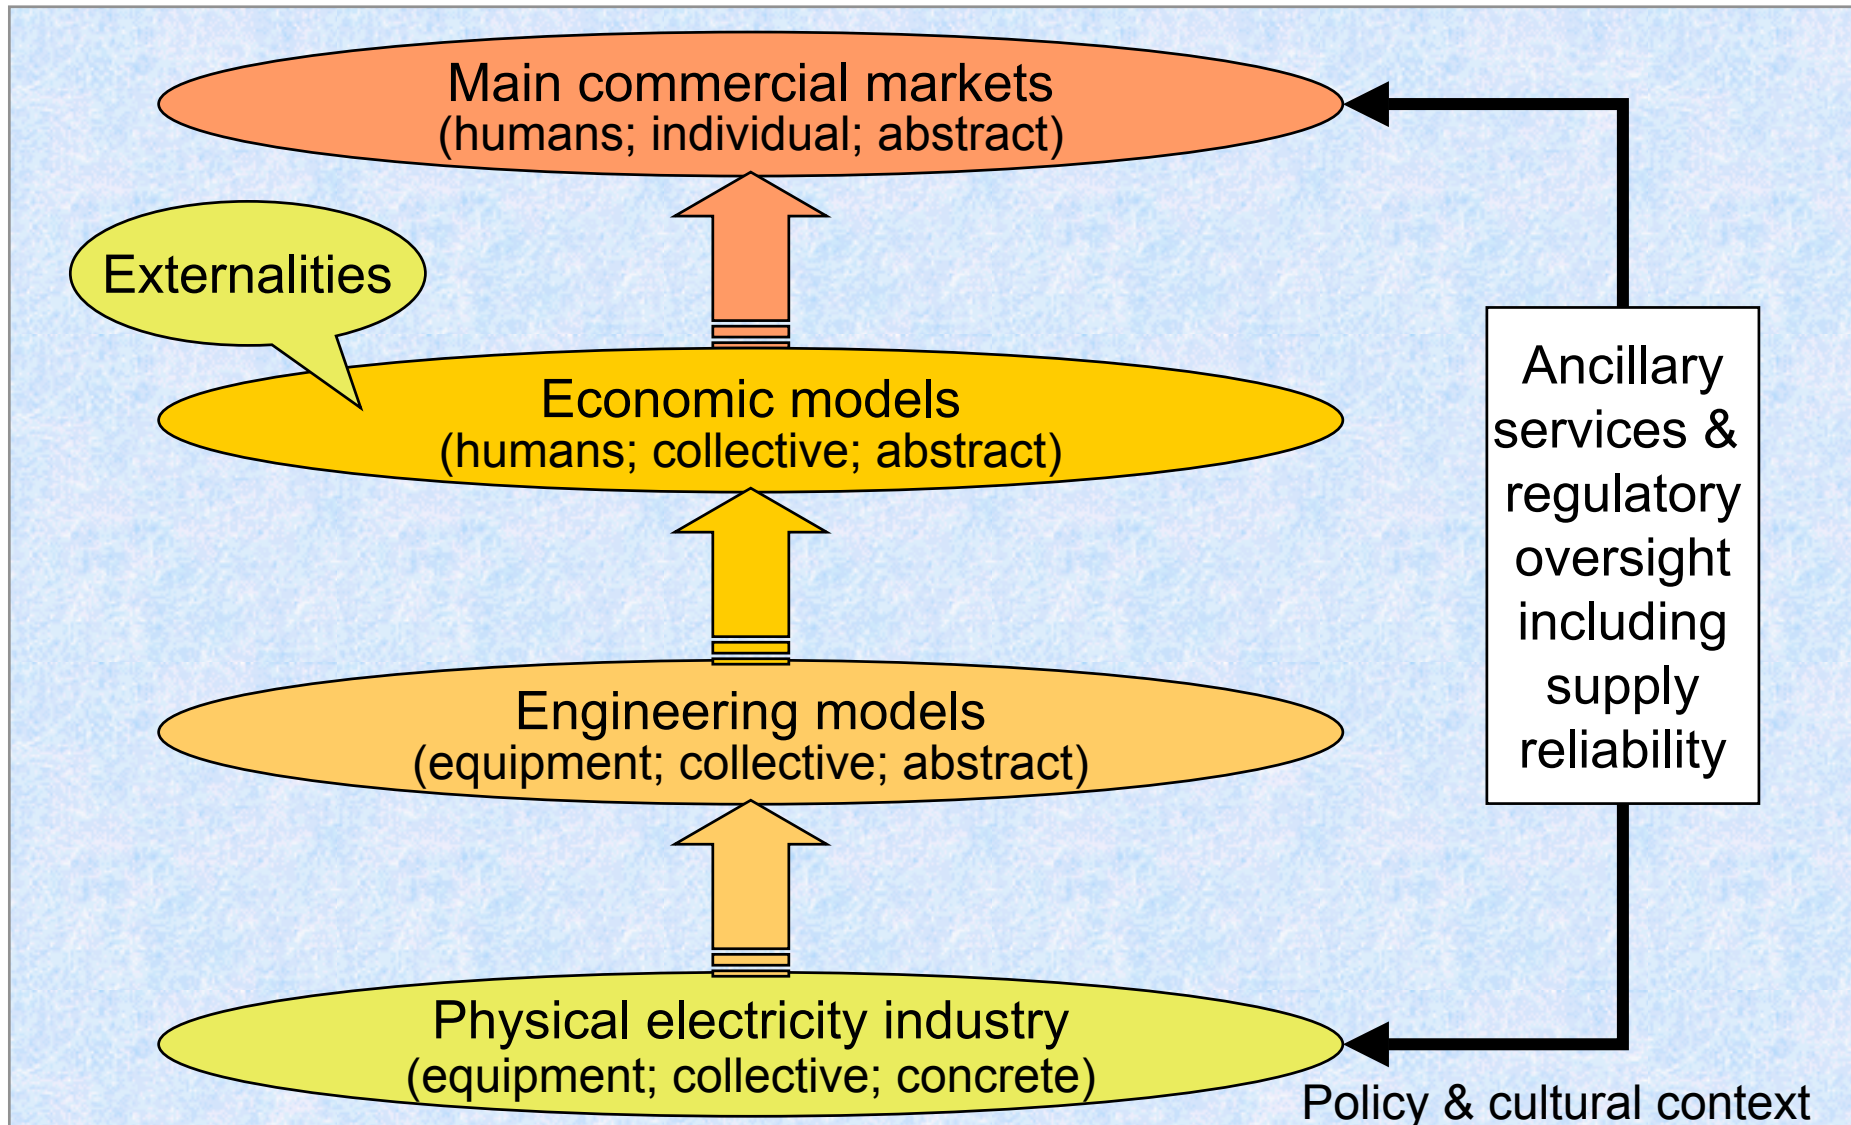 Main commercial markets
(humans; individual; abstract)
Externalities
Economic models
(humans; collective; abstract)
Engineering models
(equipment; collective; abstract)
Physical electricity industry
(equipment; collective; concrete)
Ancillary
services &
regulatory
oversight
including
supply
reliability
Policy & cultural context